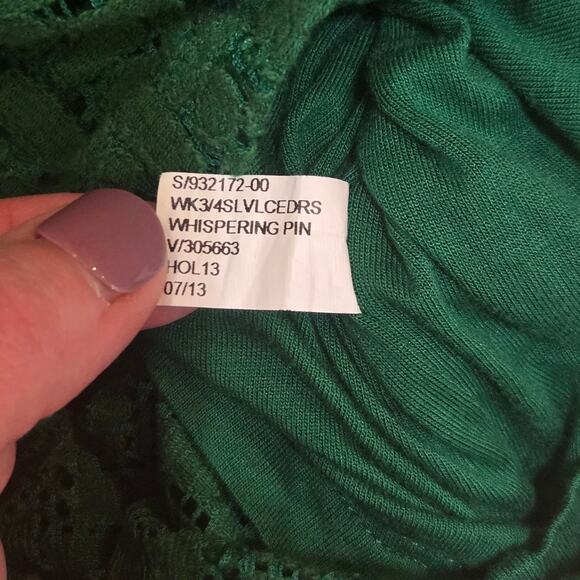 S/932172-00
WK3/4SLVLCEDRS
WHISPERING PIN
V/305663
HOL13
07/13